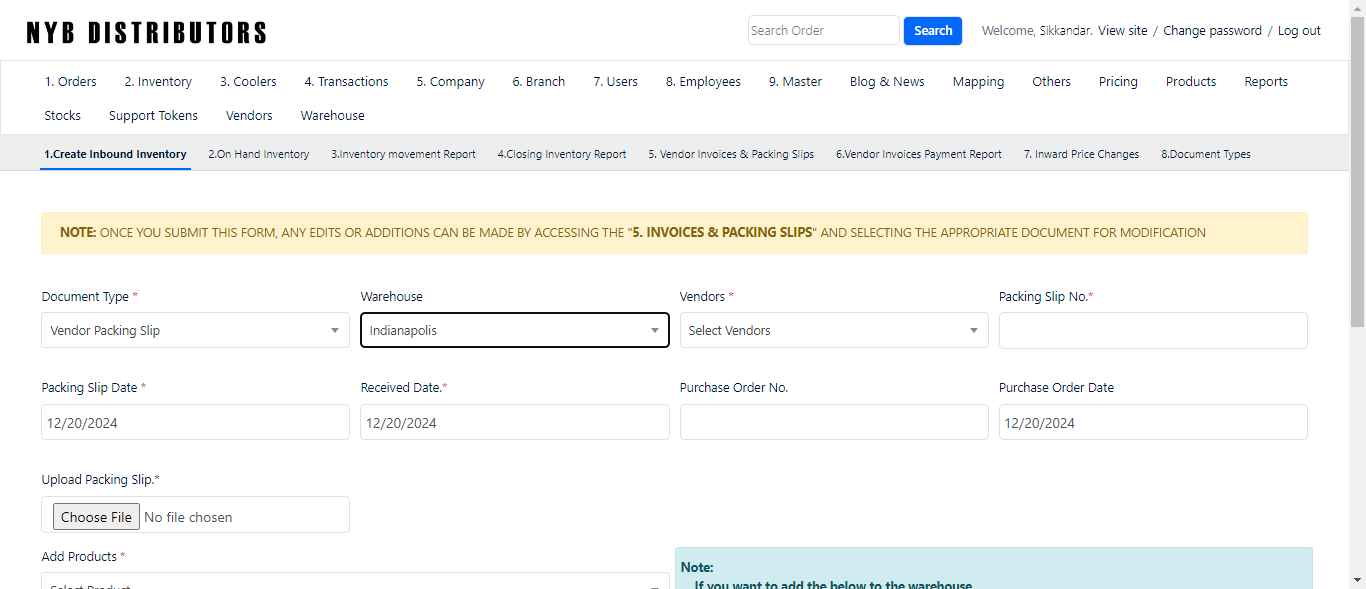 NYB DISTRIBUTORS
Search Order
Search
Welcome, Sikkandar. View site / Change password / Log out
1. Orders 2. Inventory 3. Coolers 4. Transactions 5. Company 6. Branch 7. Users 8. Employees 9. Master Blog & News Mapping Others Pricing Products Reports
Stocks Support Tokens Vendors Warehouse
1.Create Inbound Inventory 2.On Hand Inventory 3.Inventory movement Report 4.Closing Inventory Report 5. Vendor Invoices & Packing Slips 6.Vendor Invoices Payment Report 7. Inward Price Changes 8.Document Types
NOTE: ONCE YOU SUBMIT THIS FORM, ANY EDITS OR ADDITIONS CAN BE MADE BY ACCESSING THE "5. INVOICES & PACKING SLIPS" AND SELECTING THE APPROPRIATE DOCUMENT FOR MODIFICATION
Document Type * Warehouse Vendors * Packing Slip No.*
Vendor Packing Slip Indianapolis Select Vendors
Packing Slip Date * Received Date.* Purchase Order No. Purchase Order Date
12/20/2024 12/20/2024 12/20/2024
Upload Packing Slip.*
Choose File No file chosen
Add Products *
Note:
Select Product
If you want to add the below to the warehouse